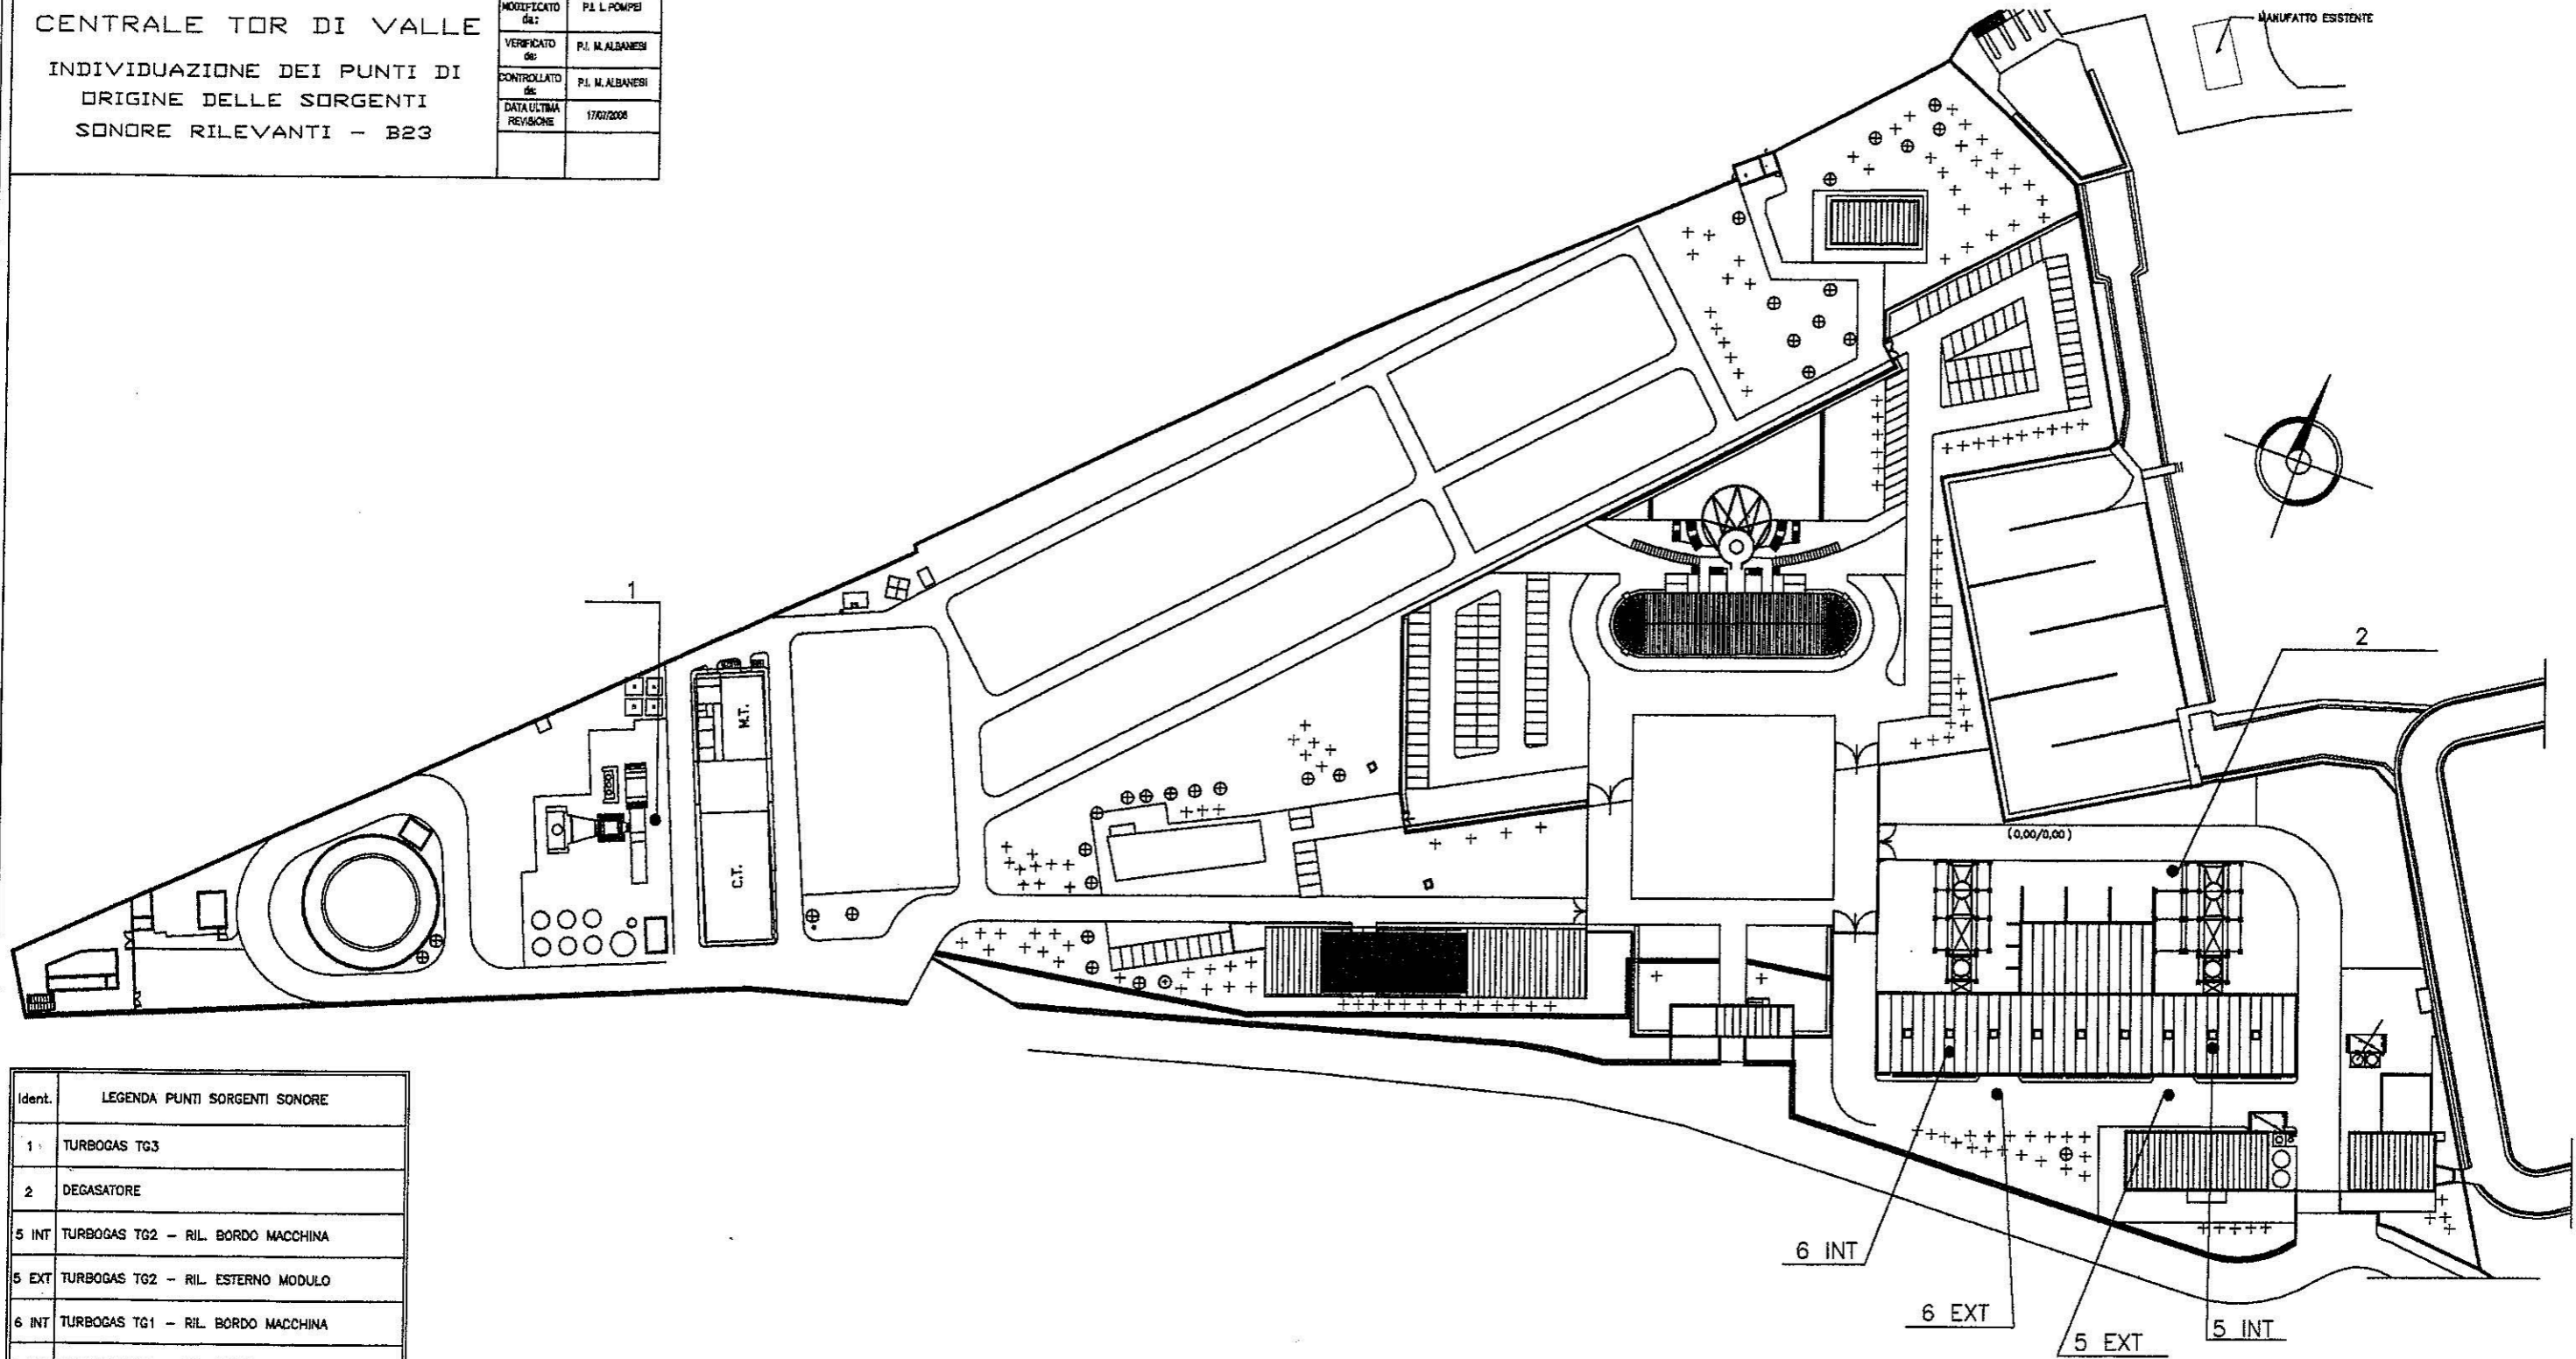 CENTRALE TOR DI VALLE
INDIVIDUAZIONE DEI PUNTI DI
ORIGINE DELLE SORGENTI
SONORE RILEVANTI - B23
MODIFICATO da: P.I. L. POMPEI
VERIFICATO da: P.I. M. ALBANESI
CONTROLLATO da: P.I. M. ALBANESI
DATA ULTIMA REVISIONE
MANUFATTO ESISTENTE
1
2
M.T.
C.T.
(0,00/0,00)
6 INT
6 EXT
5 EXT
5 INT
Ident. LEGENDA PUNTI SORGENTI SONORE
1 TURBOGAS TG3
2 DEGASATORE
5 INT TURBOGAS TG2 - RIL. BORDO MACCHINA
5 EXT TURBOGAS TG2 - RIL. ESTERNO MODULO
6 INT TURBOGAS TG1 - RIL. BORDO MACCHINA